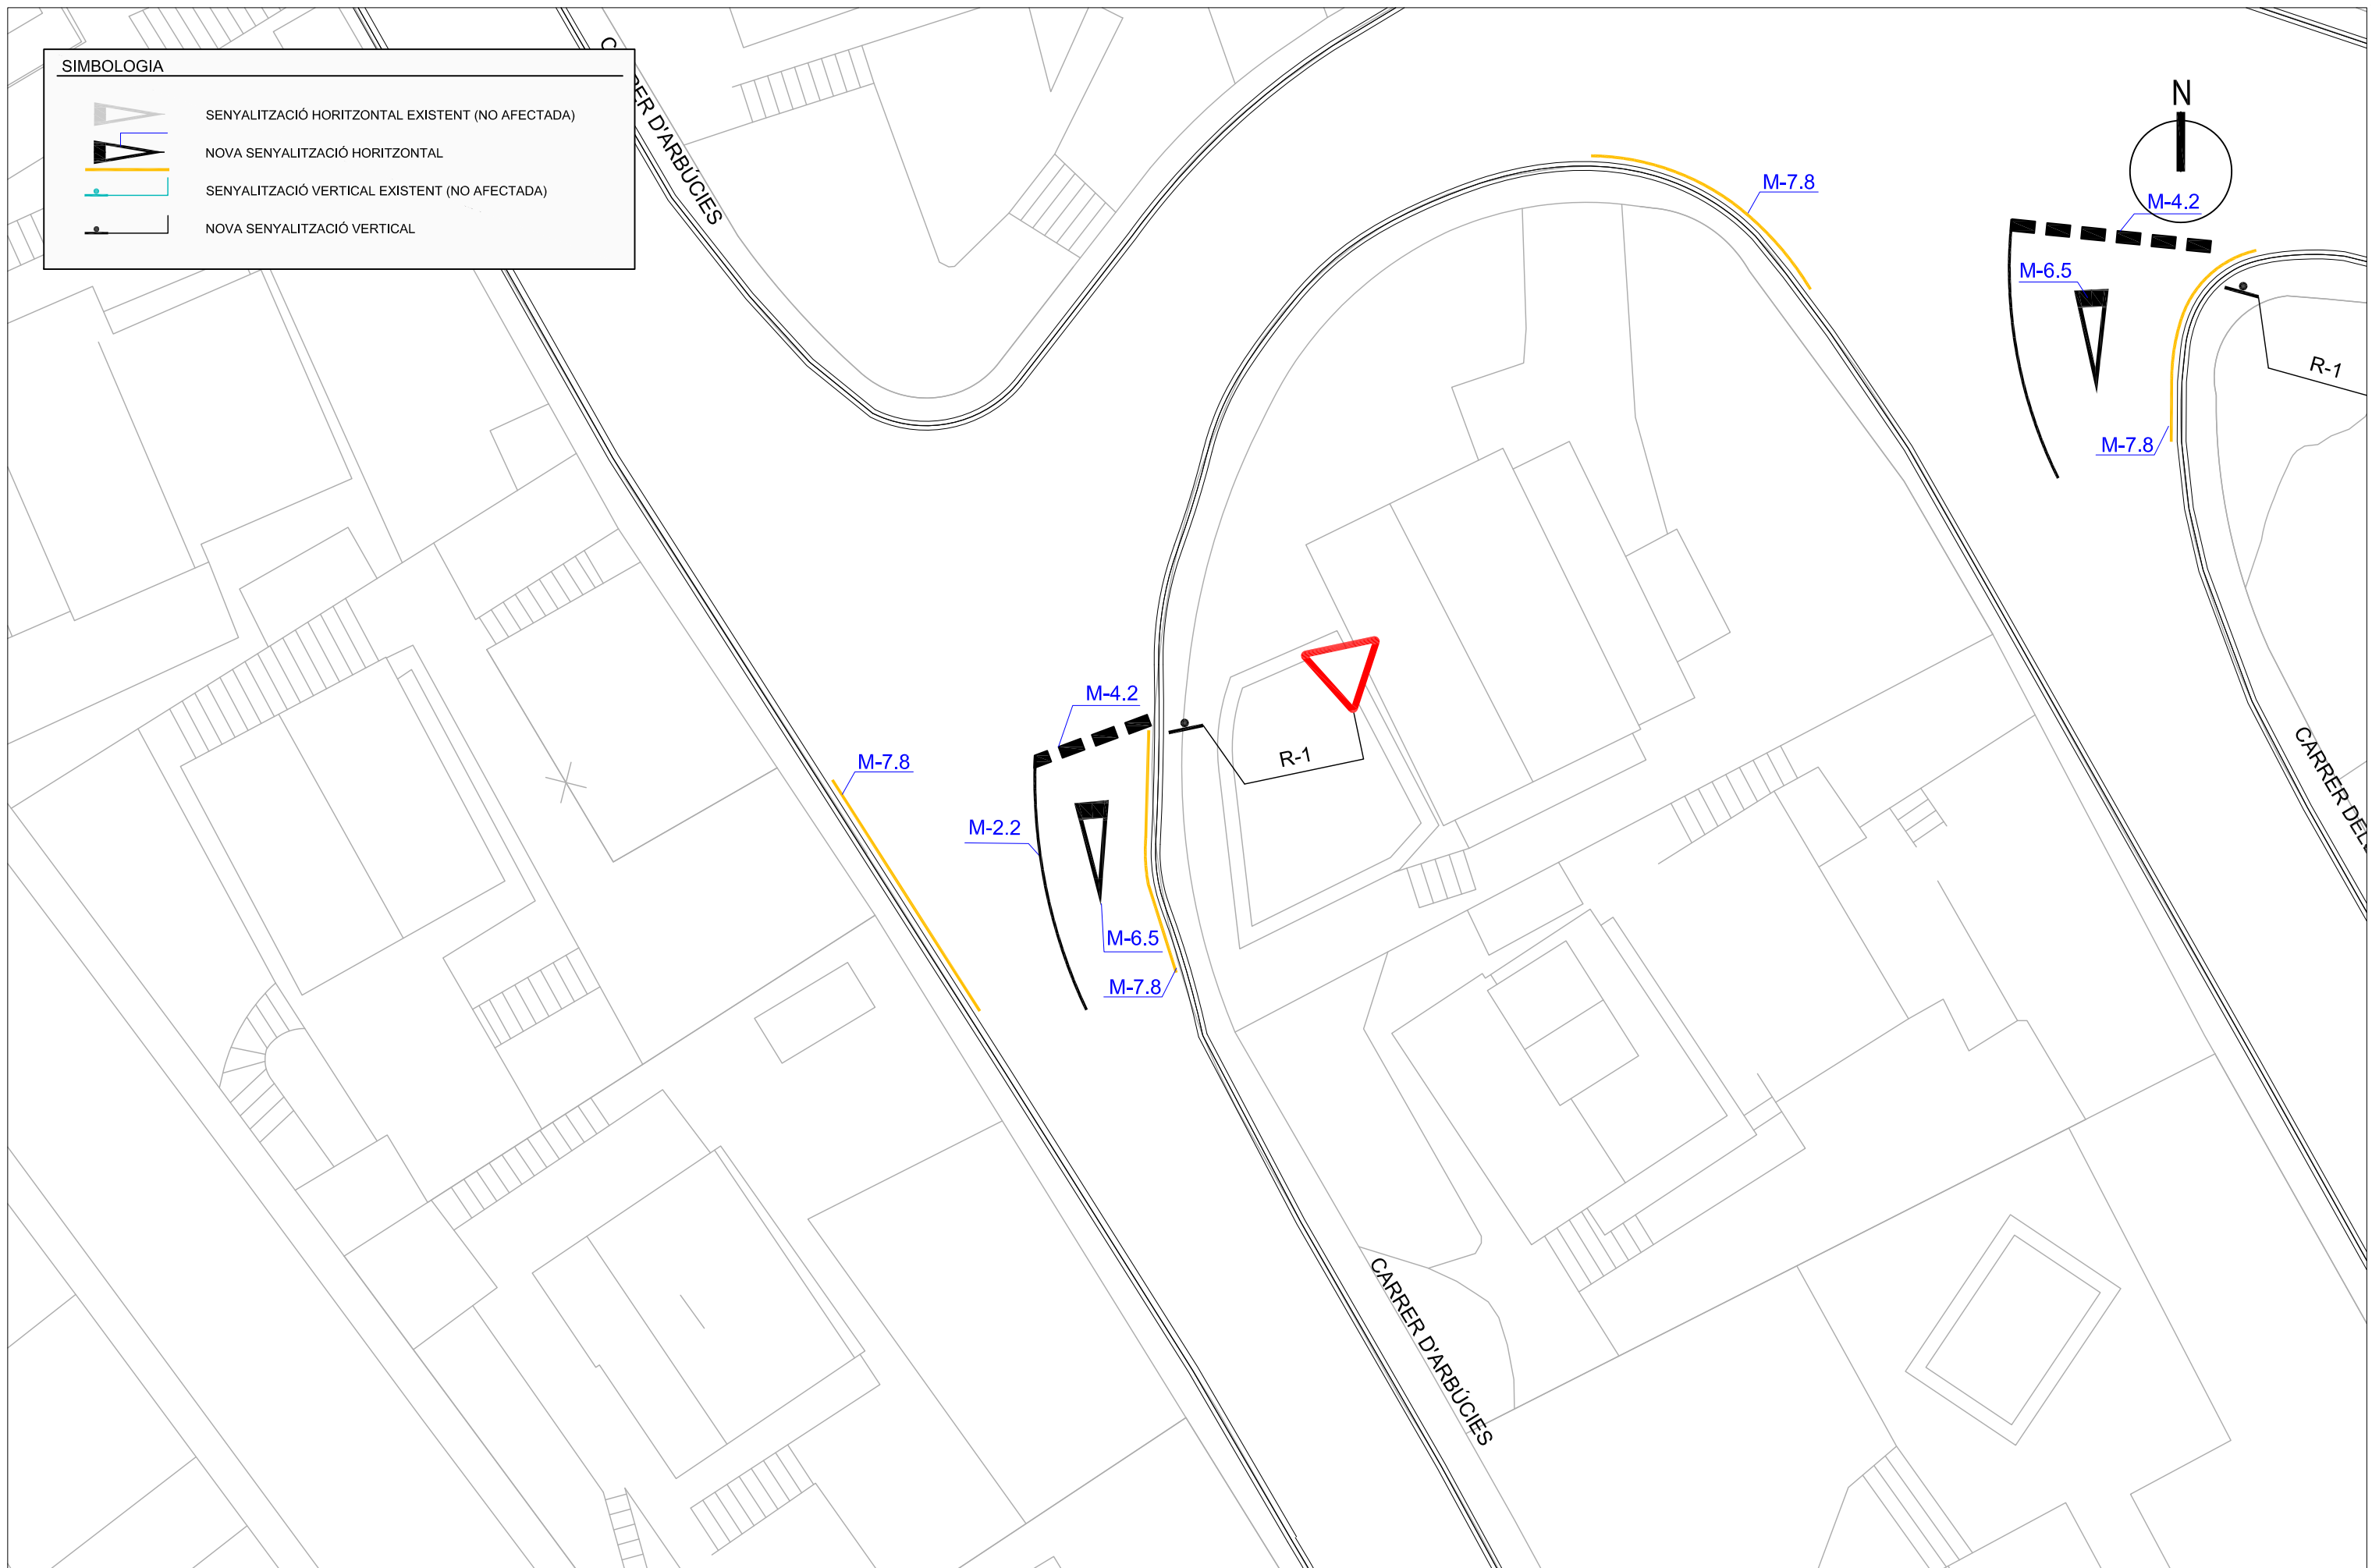 SIMBOLOGIA
SENYALITZACIÓ HORITZONTAL EXISTENT (NO AFECTADA)
NOVA SENYALITZACIÓ HORITZONTAL
SENYALITZACIÓ VERTICAL EXISTENT (NO AFECTADA)
NOVA SENYALITZACIÓ VERTICAL
D'ARBÚCIES
N
M-7.8
M-4.2
M-6.5
R-1
M-7.8
M-4.2
R-1
M-7.8
M-2.2
M-6.5
M-7.8
CARRER
CARRER D'ARBÚCIES